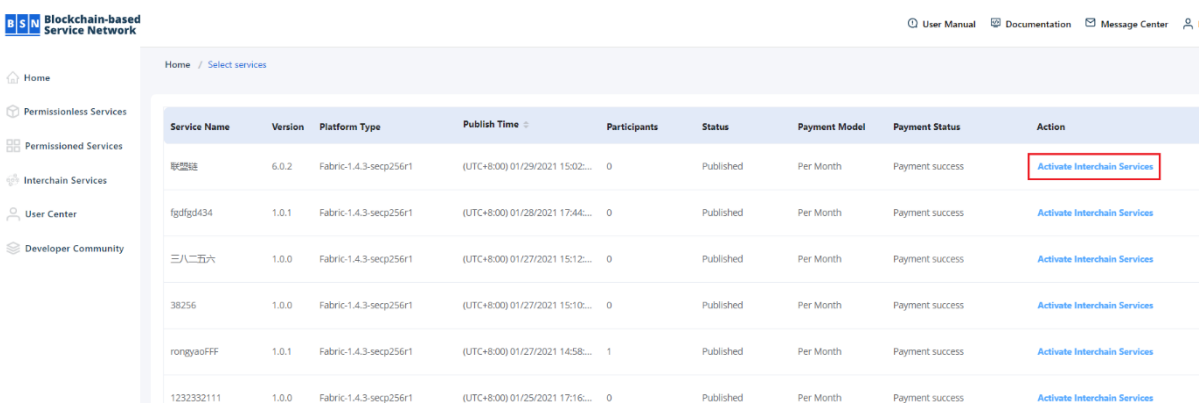 BSN Blockchain-based
Service Network
User Manual Documentation Message Center
Home / Select services
Home
Permissionless Services
Permissioned Services
Interchain Services
User Center
Developer Community
Service Name Version Platform Type Publish Time Participants Status Payment Model Payment Status Action
联盟链 6.0.2 Fabric-1.4.3-secp256r1 (UTC+8:00) 01/29/2021 15:02:... 0 Published Per Month Payment success Activate Interchain Services
fgdfgd434 1.0.1 Fabric-1.4.3-secp256r1 (UTC+8:00) 01/28/2021 17:44:... 0 Published Per Month Payment success Activate Interchain Services
三八二五六 1.0.0 Fabric-1.4.3-secp256r1 (UTC+8:00) 01/27/2021 15:12:... 0 Published Per Month Payment success Activate Interchain Services
38256 1.0.0 Fabric-1.4.3-secp256r1 (UTC+8:00) 01/27/2021 15:10:... 0 Published Per Month Payment success Activate Interchain Services
rongyaoFFF 1.0.1 Fabric-1.4.3-secp256r1 (UTC+8:00) 01/27/2021 14:58:... 1 Published Per Month Payment success Activate Interchain Services
1232332111 1.0.0 Fabric-1.4.3-secp256r1 (UTC+8:00) 01/25/2021 17:16:... 0 Published Per Month Payment success Activate Interchain Services